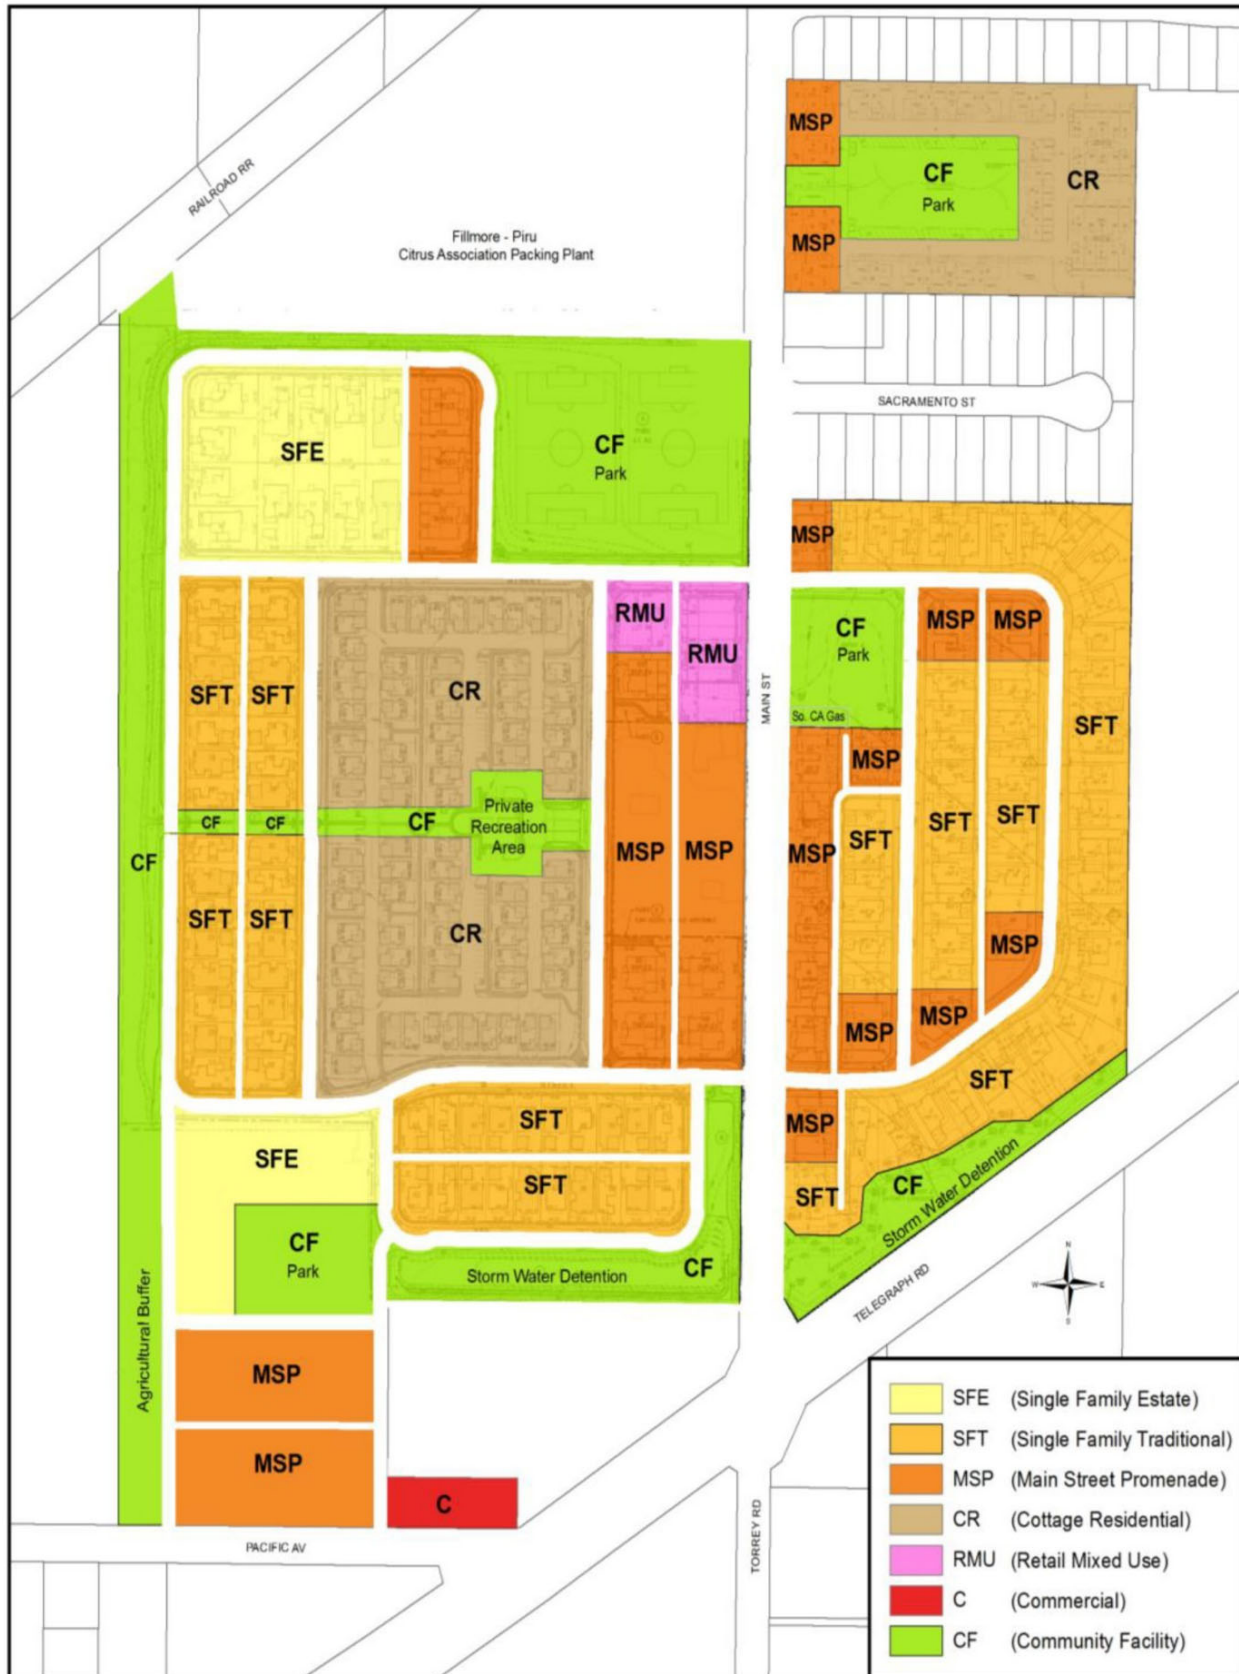 RAILROAD RR
Fillmore - Piru
Citrus Association Packing Plant
MSP
CF
Park
CR
MSP
SACRAMENTO ST
SFE
CF
Park
MSP
RMU
RMU
CF
Park
MSP
MSP
SFT
SFT
CR
MAIN ST
So. CA Gas
SFT
MSP
CF
CF
CF
Private
Recreation
Area
CF
MSP
MSP
MSP
SFT
SFT
SFT
SFT
SFT
CR
MSP
MSP
MSP
SFT
SFT
MSP
SFE
SFT
SFT
CF
Storm Water Detention
CF
Park
Storm Water Detention
CF
Agricultural Buffer
TELEGRAPH RD
N
W
E
S
MSP
MSP
C
PACIFIC AV
TORREY RD
SFE (Single Family Estate)
SFT (Single Family Traditional)
MSP (Main Street Promenade)
CR (Cottage Residential)
RMU (Retail Mixed Use)
C (Commercial)
CF (Community Facility)